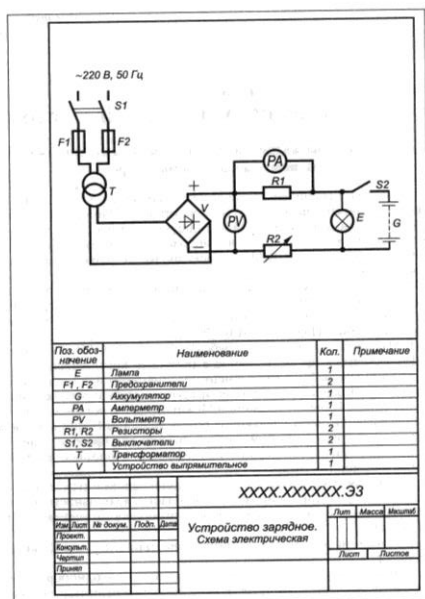 ~220 В, 50 Гц
S1
F1 F2
T
V
+
−
PA
R1
S2
PV
E
G
R2
Поз. обоз-начение Наименование Кол. Примечание
E Лампа 1
F1, F2 Предохранители 2
G Аккумулятор 1
PA Амперметр 1
PV Вольтметр 1
R1, R2 Резисторы 2
S1, S2 Выключатели 2
T Трансформатор 1
V Устройство выпрямительное 1
XXXX.XXXXXX.ЭЗ
Лит Масса Масштаб
Изм. Лист № докум. Подп. Дата
Устройство зарядное.
Схема электрическая
Проект.
Консульт.
Чертил
Принял
Лист Листов